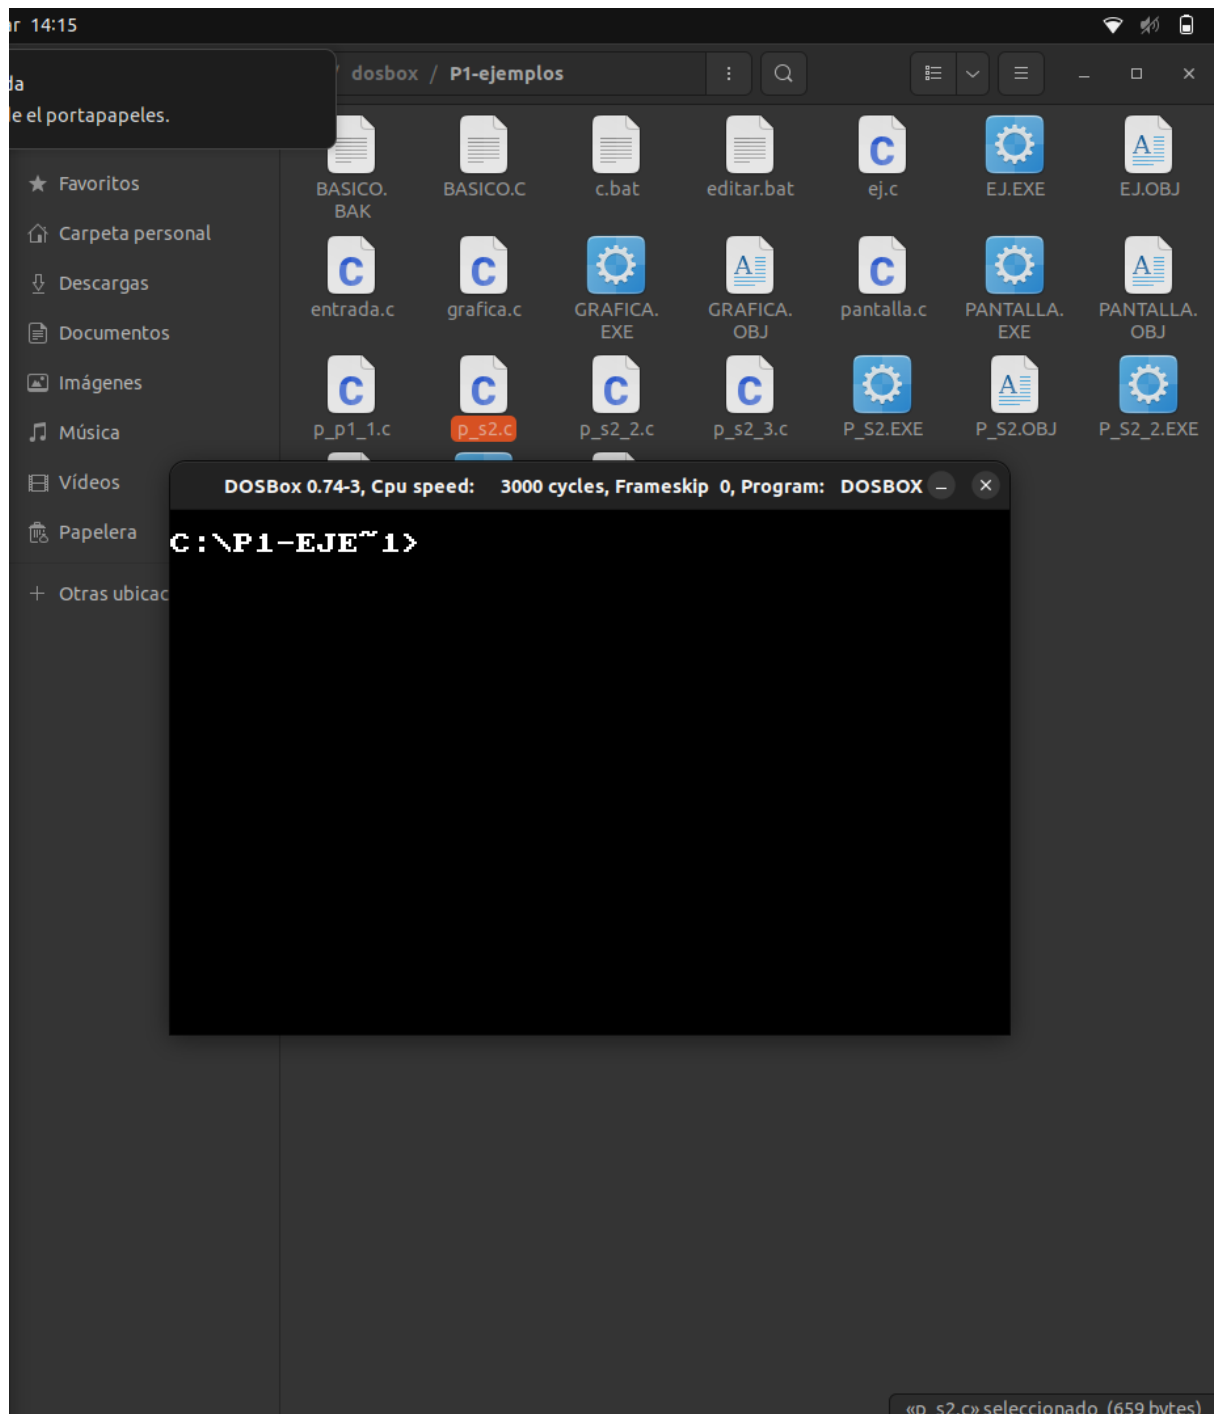 14:15
e el portapapeles.
dosbox / P1-ejemplos
Favoritos
Carpeta personal
Descargas
Documentos
Imágenes
Música
Vídeos
Papelera
+ Otras ubicac
BASICO.
BAK
BASICO.C
c.bat
editar.bat
ej.c
EJ.EXE
EJ.OBJ
entrada.c
grafica.c
GRAFICA.
EXE
GRAFICA.
OBJ
pantalla.c
PANTALLA.
EXE
PANTALLA.
OBJ
p_p1_1.c
p_s2.c
p_s2_2.c
p_s2_3.c
P_S2.EXE
P_S2.OBJ
P_S2_2.EXE
DOSBox 0.74-3, Cpu speed: 3000 cycles, Frameskip 0, Program: DOSBOX
C:\P1-EJE~1>
«p_s2.c» seleccionado (659 bytes)